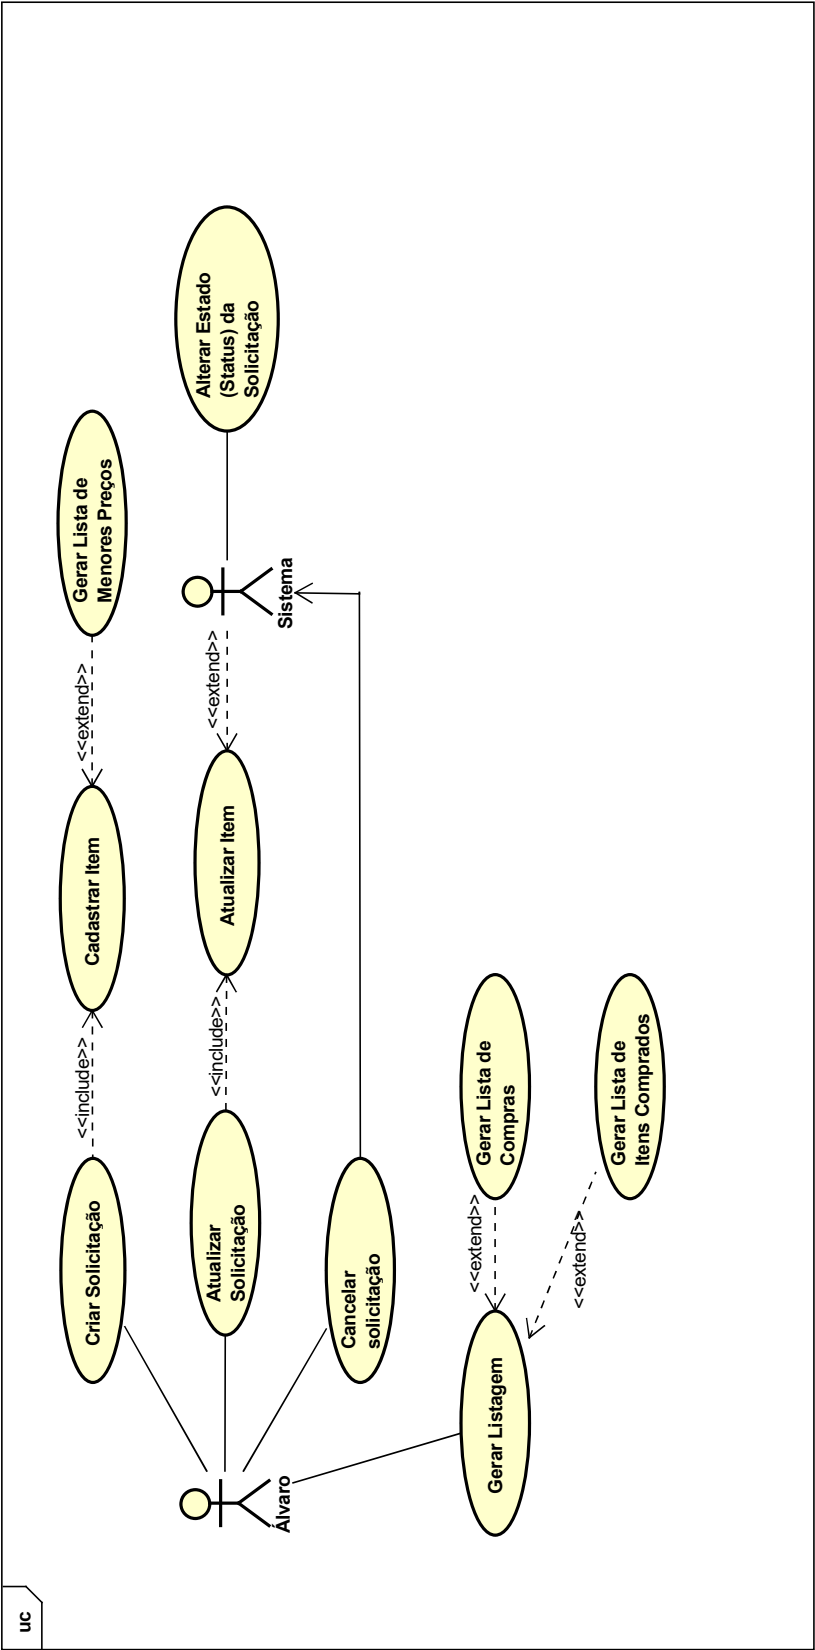 uc
Criar Solicitação
<<include>>
Cadastrar Item
<<extend>>
Gerar Lista de
Menores Preços
Álvaro
Atualizar
Solicitação
<<include>>
Atualizar Item
<<extend>>
Sistema
Alterar Estado
(Status) da
Solicitação
Cancelar
solicitação
Gerar Listagem
<<extend>>
Gerar Lista de
Compras
<<extend>>
Gerar Lista de
Itens Comprados